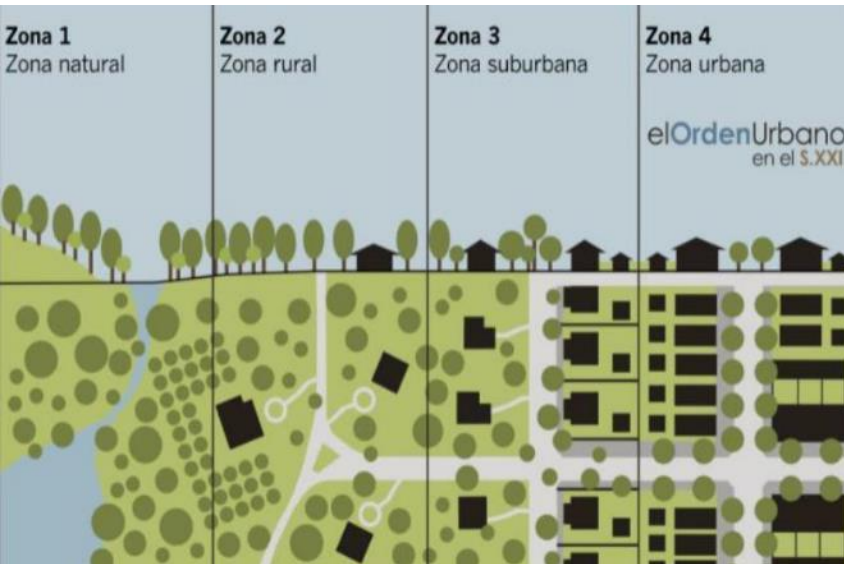 Zona 1
Zona natural
Zona 2
Zona rural
Zona 3
Zona suburbana
Zona 4
Zona urbana
elOrdenUrbano
en el S.XXI